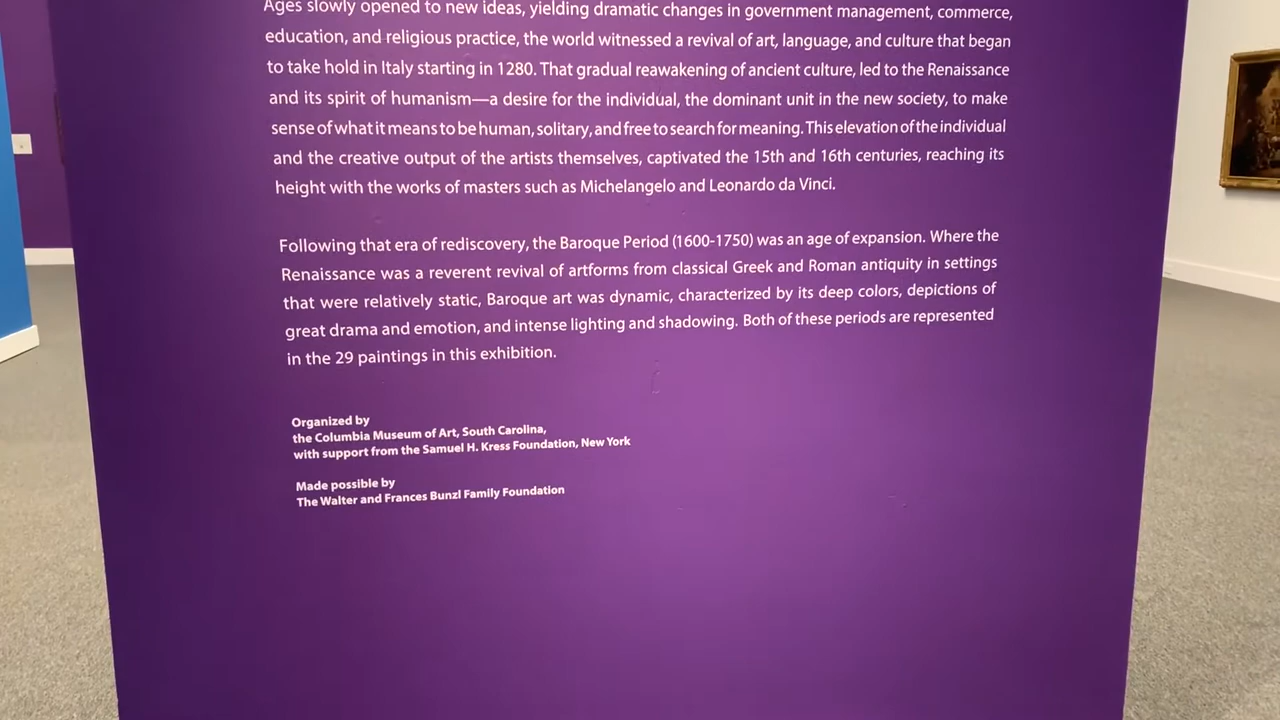 Ages slowly opened to new ideas, yielding dramatic changes in government management, commerce,
education, and religious practice, the world witnessed a revival of art, language, and culture that began
to take hold in Italy starting in 1280. That gradual reawakening of ancient culture, led to the Renaissance
and its spirit of humanism—a desire for the individual, the dominant unit in the new society, to make
sense of what it means to be human, solitary, and free to search for meaning. This elevation of the individual
and the creative output of the artists themselves, captivated the 15th and 16th centuries, reaching its
height with the works of masters such as Michelangelo and Leonardo da Vinci.
Following that era of rediscovery, the Baroque Period (1600-1750) was an age of expansion. Where the
Renaissance was a reverent revival of artforms from classical Greek and Roman antiquity in settings
that were relatively static, Baroque art was dynamic, characterized by its deep colors, depictions of
great drama and emotion, and intense lighting and shadowing. Both of these periods are represented
in the 29 paintings in this exhibition.
Organized by
the Columbia Museum of Art, South Carolina,
with support from the Samuel H. Kress Foundation, New York
Made possible by
The Walter and Frances Bunzl Family Foundation